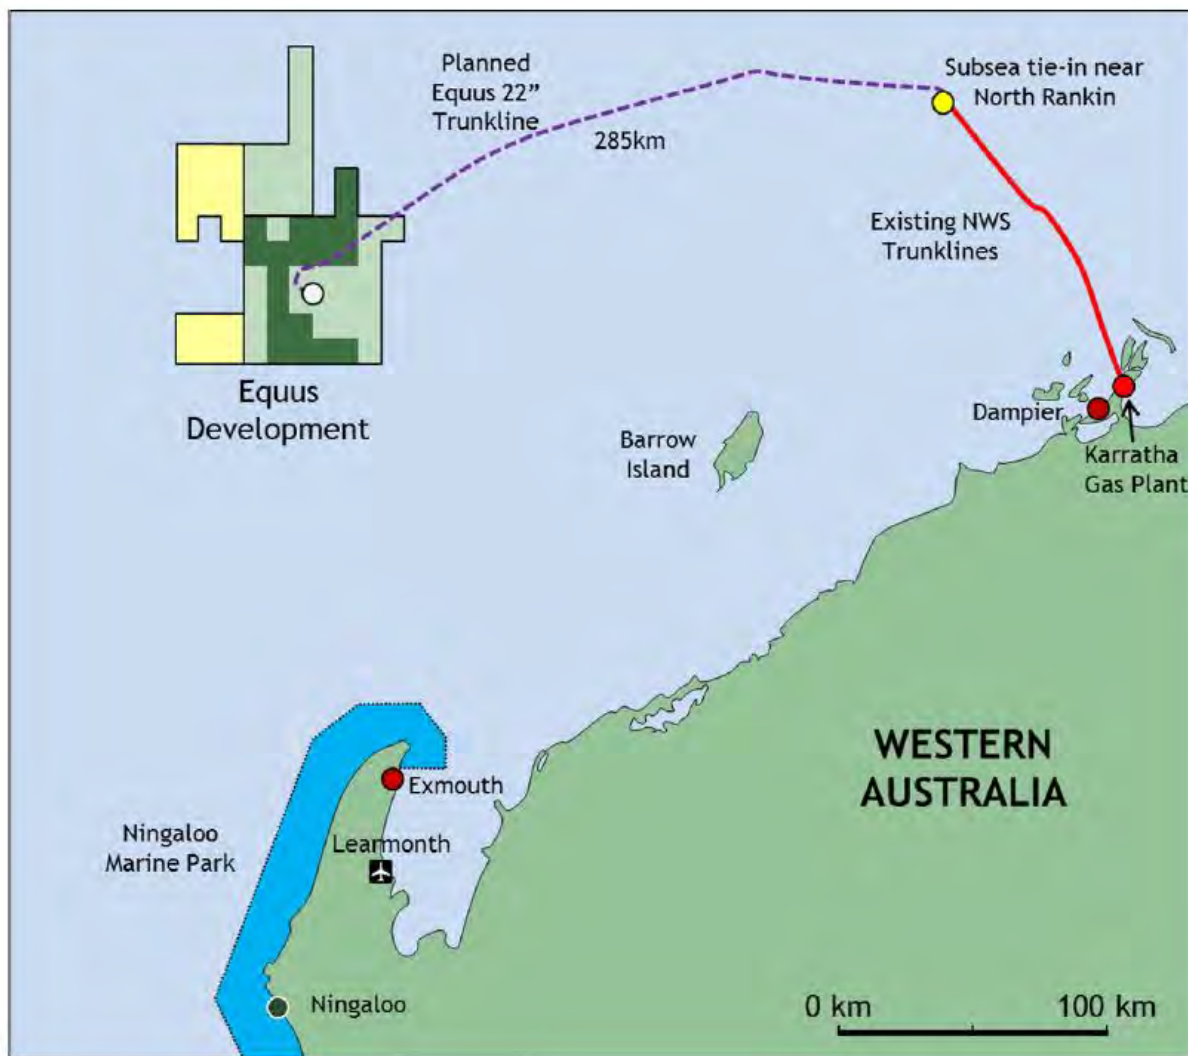 Planned
Equus 22”
Trunkline
285km
Subsea tie-in near
North Rankin
Existing NWS
Trunklines
Equus
Development
Barrow
Island
Dampier
Karratha
Gas Plant
WESTERN
AUSTRALIA
Exmouth
Learmonth
Ningaloo
Marine Park
Ningaloo
0 km
100 km